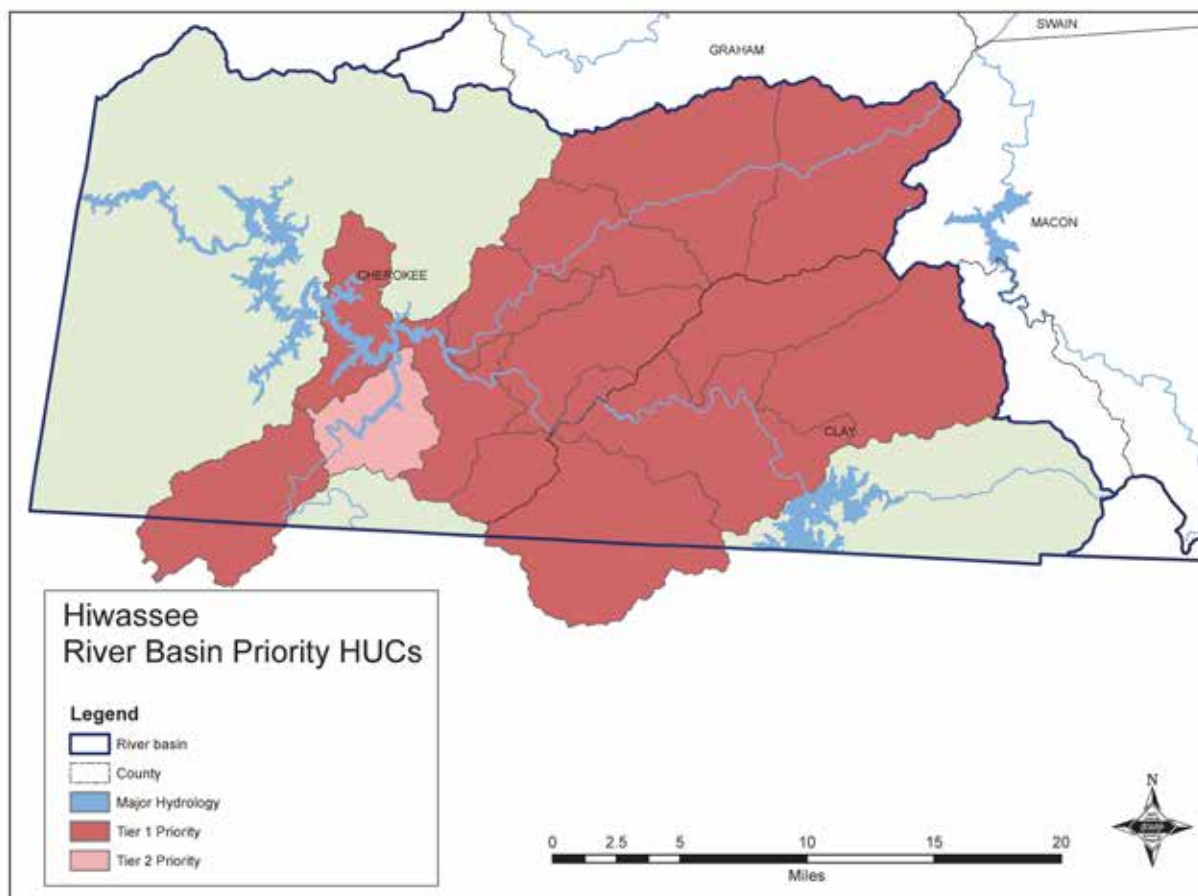 SWAIN
GRAHAM
MACON
CHEROKEE
CLAY
Hiwassee
River Basin Priority HUCs
Legend
River basin
County
Major Hydrology
Tier 1 Priority
Tier 2 Priority
N
0 2.5 5 10 15 20
Miles